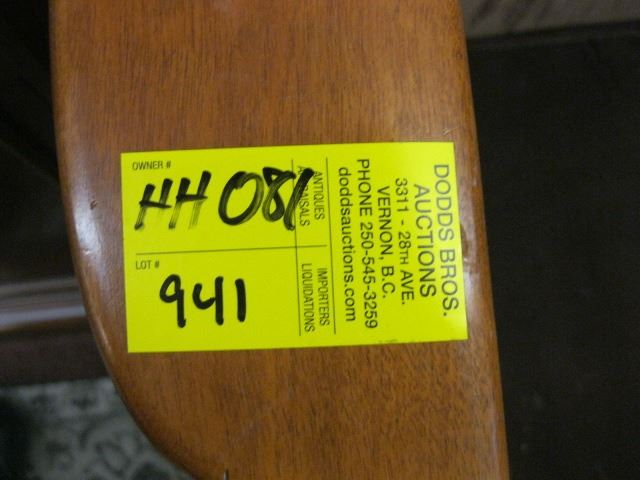 OWNER #
HH 081
LOT #
941
ANTIQUES
APPRAISALS
IMPORTERS
LIQUIDATIONS
DODDS BROS.
AUCTIONS
3311 - 28TH AVE.
VERNON, B.C.
PHONE 250-545-3259
doddsauctions.com